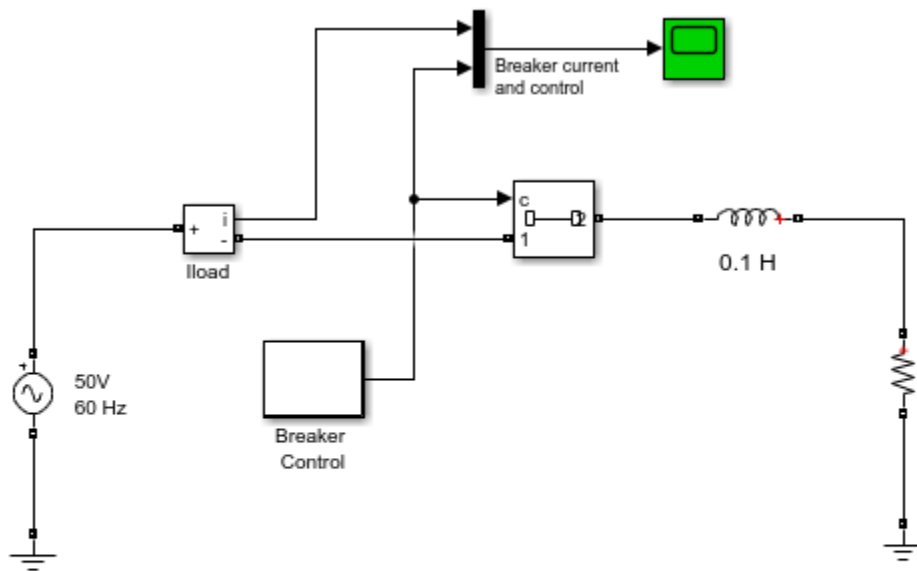 Breaker current
and control
c
2
1
+
i
-
Iload
0.1 H
+
50V
60 Hz
Breaker
Control